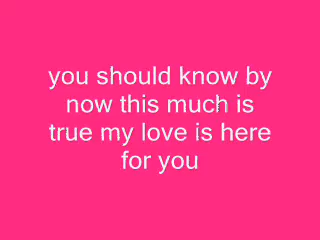 you should know by
now this much is
true my love is here
for you